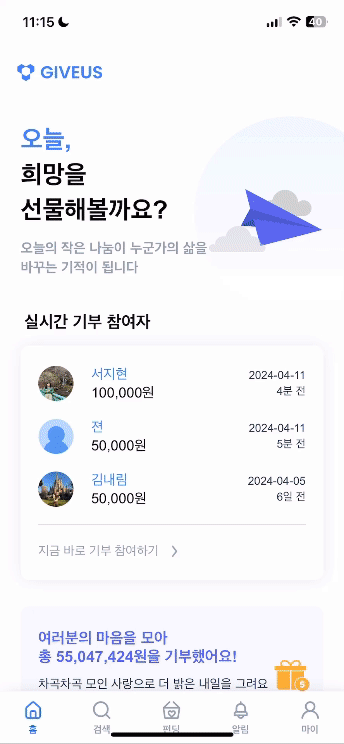 11:15
40
GIVEUS
오늘,
희망을
선물해볼까요?
오늘의 작은 나눔이 누군가의 삶을
바꾸는 기적이 됩니다
실시간 기부 참여자
서지현
2024-04-11
100,000원
4분 전
젼
2024-04-11
50,000원
5분 전
김내림
2024-04-05
50,000원
6일 전
지금 바로 기부 참여하기
여러분의 마음을 모아
총 55,047,424원을 기부했어요!
차곡차곡 모인 사랑으로 더 밝은 내일을 그려요
5
홈
검색
펀딩
알림
마이